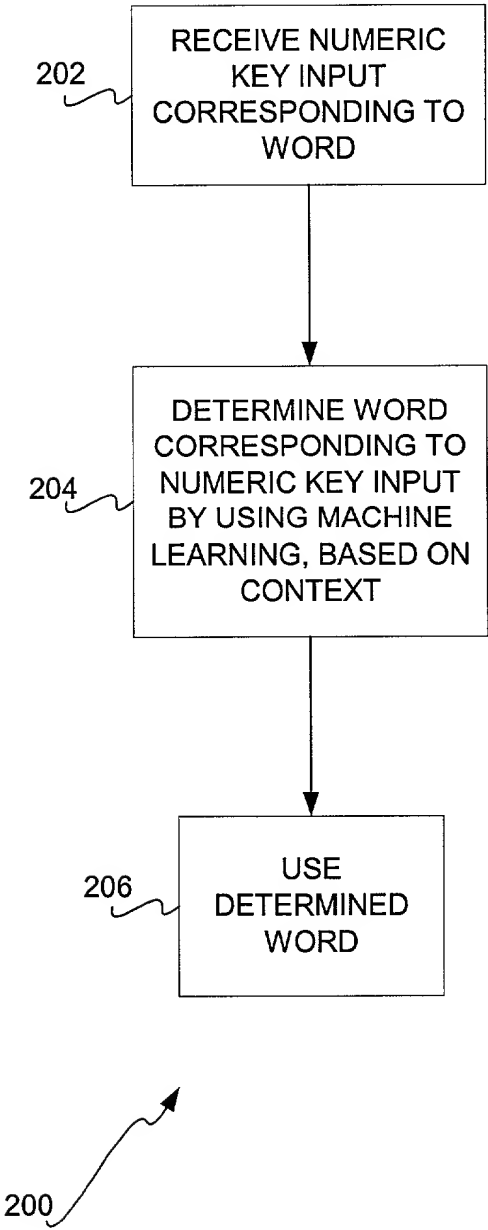 RECEIVE NUMERIC
KEY INPUT
CORRESPONDING TO
WORD
202
DETERMINE WORD
CORRESPONDING TO
NUMERIC KEY INPUT
BY USING MACHINE
LEARNING, BASED ON
CONTEXT
204
USE
DETERMINED
WORD
206
200